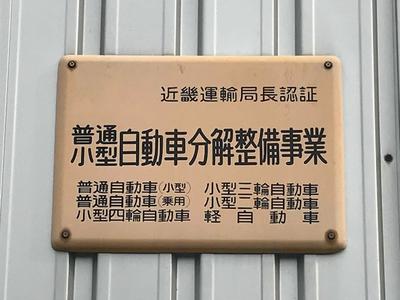 近畿運輸局長認証
普通小型自動車分解整備事業
普通自動車(小型) 小型三輪自動車
普通自動車(乗用) 小型二輪自動車
小型四輪自動車 軽自動車